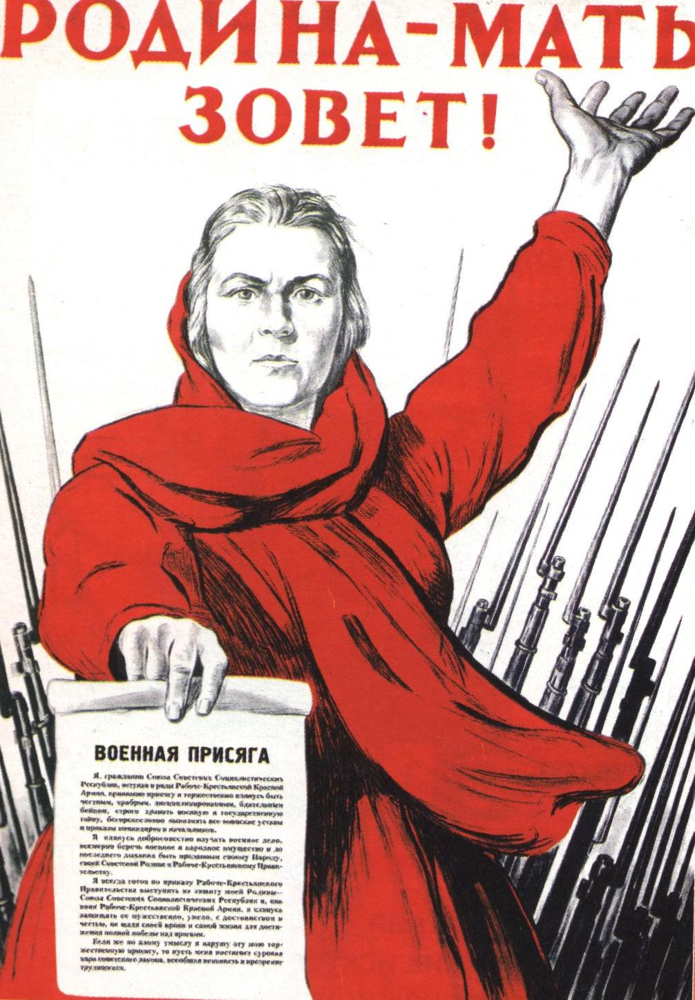 РОДИНА-МАТЬ
ЗОВЕТ!
ВОЕННАЯ ПРИСЯГА
Я, гражданин Союза Советских Социалистических
Республик, вступая в ряды Рабоче-Крестьянской Красной
Армии, принимаю присягу и торжественно клянусь быть
честным, храбрым, дисциплинированным, бдительным
бойцом, строго хранить военную и государственную
тайну, беспрекословно выполнять все воинские уставы
и приказы командиров и начальников.
Я клянусь добросовестно изучать военное дело,
всемерно беречь военное и народное имущество и до
последнего дыхания быть преданным своему Народу,
своей Советской Родине и Рабоче-Крестьянскому Прави-
тельству.
Я всегда готов по приказу Рабоче-Крестьянского
Правительства выступить на защиту моей Родины—
Союза Советских Социалистических Республик и, как
воин Рабоче-Крестьянской Красной Армии, я клянусь
защищать ее мужественно, умело, с достоинством и
честью, не щадя своей крови и самой жизни для дости-
жения полной победы над врагами.
Если же по злому умыслу я нарушу эту мою тор-
жественную присягу, то пусть меня постигнет суровая
кара советского закона, всеобщая ненависть и презрение
трудящихся.